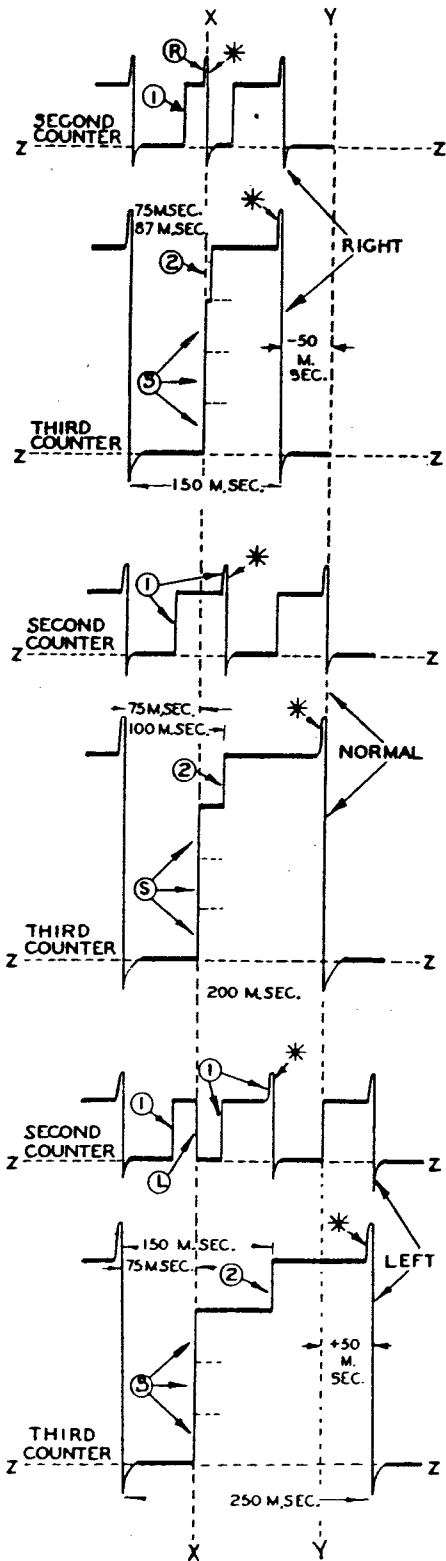 X
Y
R
*
1
SECOND
COUNTER
Z
Z
75 M.SEC.
87 M.SEC.
*
2
RIGHT
-50
M.
SEC.
S
THIRD
COUNTER
Z
Z
150 M.SEC.
1
*
SECOND
COUNTER
Z
Z
75 M.SEC.
100 M.SEC.
*
NORMAL
2
S
THIRD
COUNTER
Z
Z
200 M.SEC.
1
*
1
SECOND
COUNTER
Z
Z
L
*
150 M.SEC.
75 M.SEC.
2
LEFT
+50
M.
SEC.
S
THIRD
COUNTER
Z
Z
250 M.SEC.
X
Y